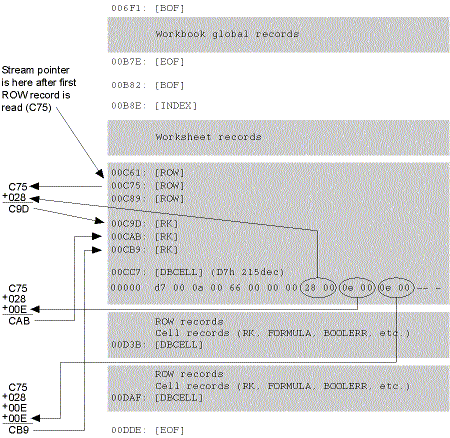 006F1: [BOF]
Workbook global records
00B7E: [EOF]
00B82: [BOF]
00B8E: [INDEX]
Stream pointer
is here after first
ROW record is
read (C75)
Worksheet records
00C61: [ROW]
00C75: [ROW]
00C89: [ROW]
C75
+028
C9D
00C9D: [RK]
00CAB: [RK]
00CB9: [RK]
00CC7: [DBCELL] (D7h 215dec)
00000 d7 00 0a 00 66 00 00 00 28 00 0e 00 0e 00 -- -
C75
+028
+00E
CAB
ROW records
Cell records (RK, FORMULA, BOOLERR, etc.)
00D3B: [DBCELL]
ROW records
Cell records (RK, FORMULA, BOOLERR, etc.)
00DAF: [DBCELL]
C75
+028
+00E
+00E
CB9
00DDE: [EOF]